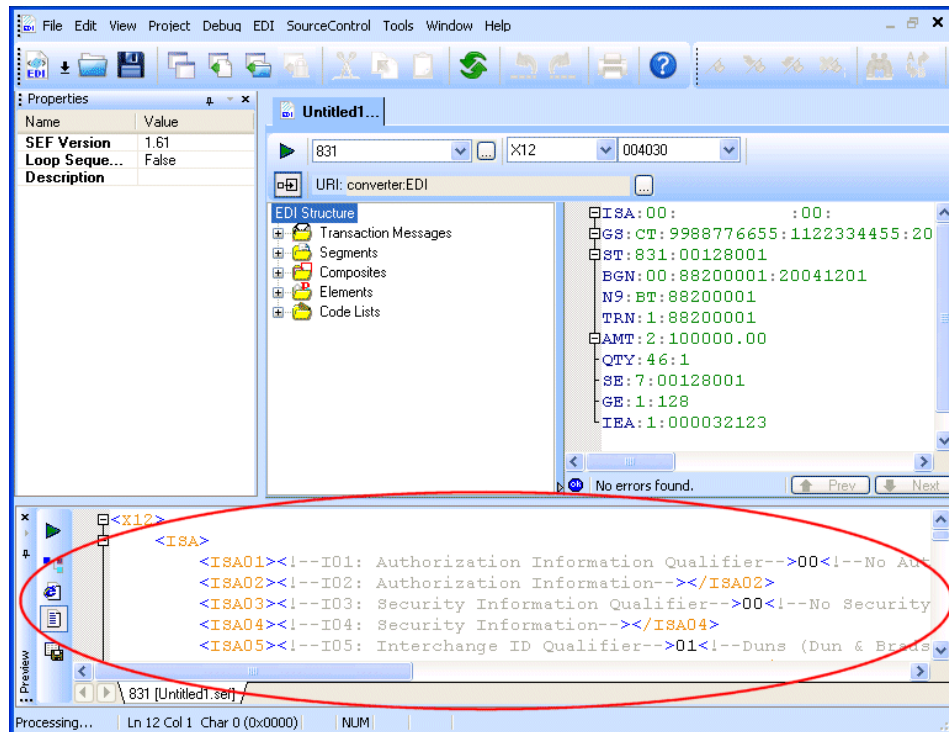 File Edit View Project Debug EDI SourceControl Tools Window Help
EDI
Properties
Untitled1...
Name Value
SEF Version 1.61
Loop Seque... False
Description
831 ... X12 004030
URI: converter:EDI ...
EDI Structure
Transaction Messages
Segments
Composites
Elements
Code Lists
ISA:00: :00:
GS:CT:9988776655:1122334455:20
ST:831:00128001
BGN:00:88200001:20041201
N9:BT:88200001
TRN:1:88200001
AMT:2:100000.00
QTY:46:1
SE:7:00128001
GE:1:128
IEA:1:000032123
ok No errors found. Prev Next
<X12>
<ISA>
<ISA01><!--I01: Authorization Information Qualifier-->00<!--No Aut
<ISA02><!--I02: Authorization Information--></ISA02>
<ISA03><!--I03: Security Information Qualifier-->00<!--No Security
<ISA04><!--I04: Security Information--></ISA04>
<ISA05><!--I05: Interchange ID Qualifier-->01<!--Duns (Dun & Brads
Preview ...
831 [Untitled1.sef]
Processing... Ln 12 Col 1 Char 0 (0x0000) NUM